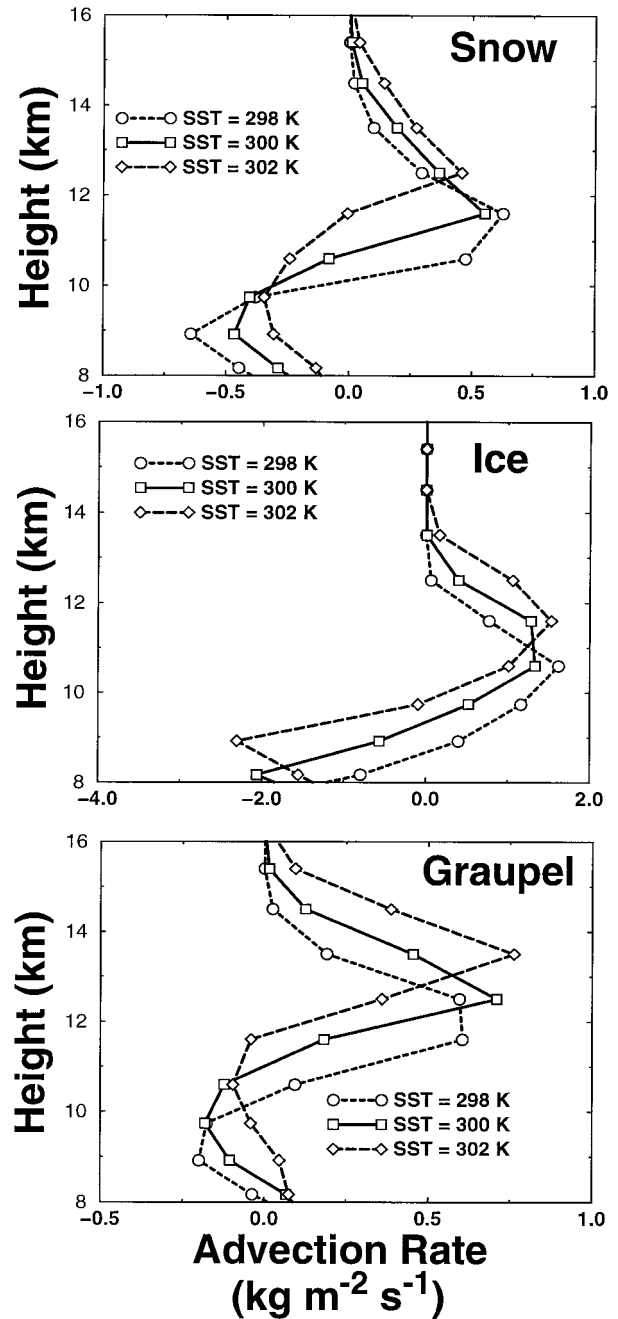 Snow
SST = 298 K
SST = 300 K
SST = 302 K
Height (km)
16
14
12
10
8
-1.0 -0.5 0.0 0.5 1.0
Ice
SST = 298 K
SST = 300 K
SST = 302 K
Height (km)
16
14
12
10
8
-4.0 -2.0 0.0 2.0
Graupel
SST = 298 K
SST = 300 K
SST = 302 K
Height (km)
16
14
12
10
8
-0.5 0.0 0.5 1.0
Advection Rate
(kg m⁻² s⁻¹)